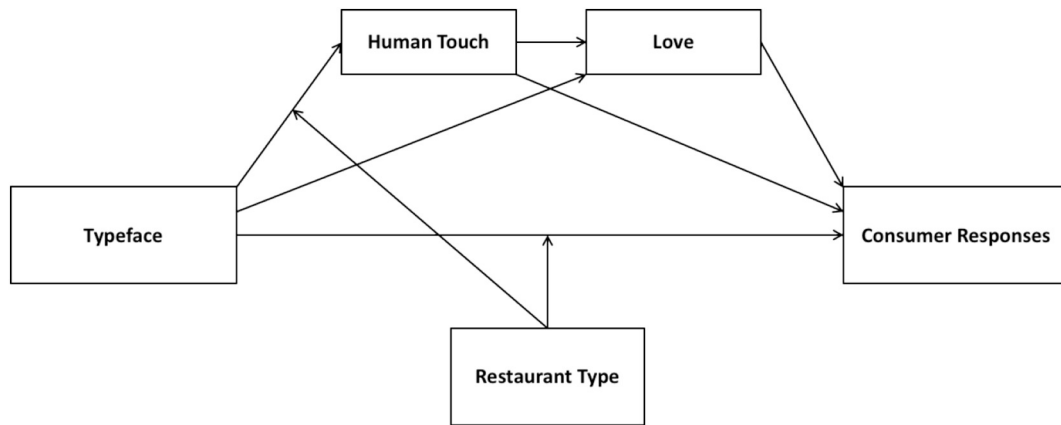 Human Touch
Love
Typeface
Consumer Responses
Restaurant Type